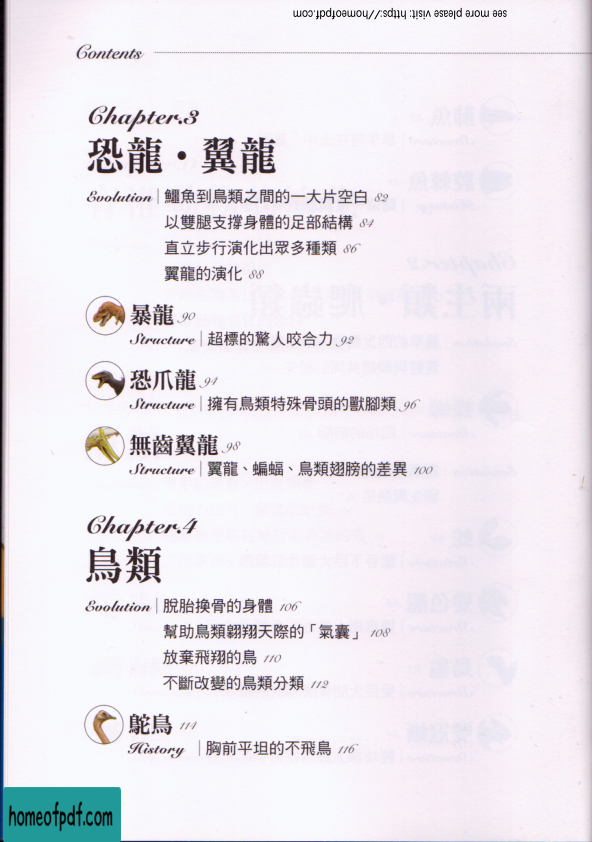 see more please visit: https://homeofpdf.com
Contents
Chapter.3
恐龍・翼龍
Evolution | 鱷魚到鳥類之間的一大片空白 82
以雙腿支撐身體的足部結構 84
直立步行演化出眾多種類 86
翼龍的演化 88
暴龍 90
Structure | 超標的驚人咬合力 92
恐爪龍 94
Structure | 擁有鳥類特殊骨頭的獸腳類 96
無齒翼龍 98
Structure | 翼龍、蝙蝠、鳥類翅膀的差異 100
Chapter.4
鳥類
Evolution | 脫胎換骨的身體 106
幫助鳥類翱翔天際的「氣囊」 108
放棄飛翔的鳥 110
不斷改變的鳥類分類 112
鴕鳥 114
History | 胸前平坦的不飛鳥 116
homeofpdf.com